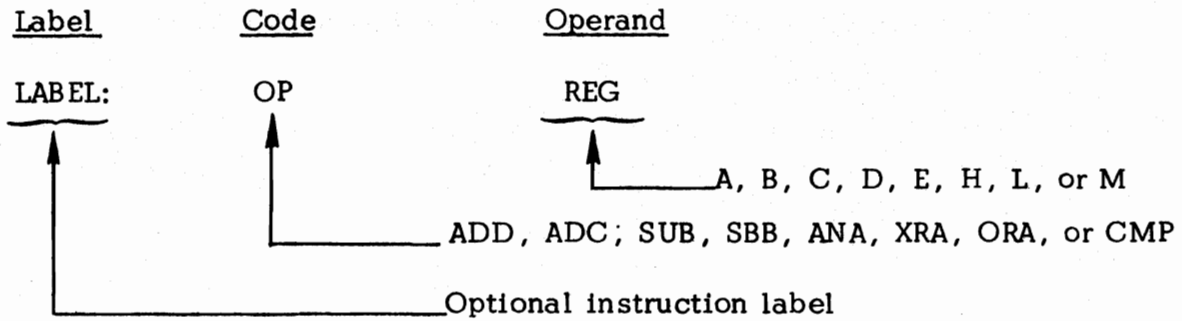 Label Code Operand
LABEL: OP REG
A, B, C, D, E, H, L, or M
ADD, ADC; SUB, SBB, ANA, XRA, ORA, or CMP
Optional instruction label